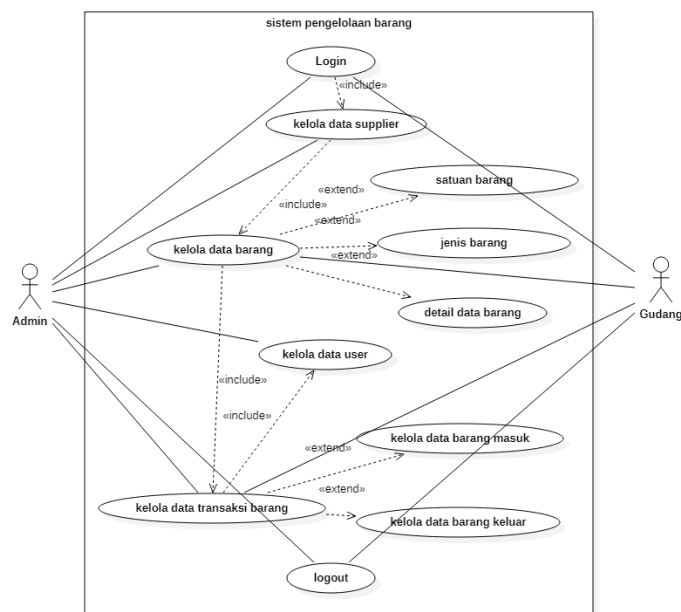 sistem pengelolaan barang
Login
«include»
kelola data supplier
satuan barang
«extend»
«include»
«extend»
kelola data barang
jenis barang
«extend»
Admin
Gudang
detail data barang
kelola data user
«include»
«include»
kelola data barang masuk
«extend»
«extend»
kelola data transaksi barang
kelola data barang keluar
logout